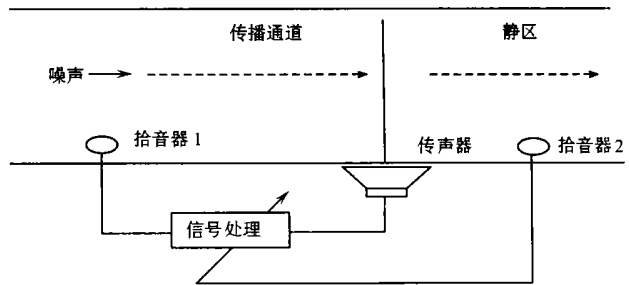 传播通道
静区
噪声
拾音器 1
传声器
拾音器2
信号处理